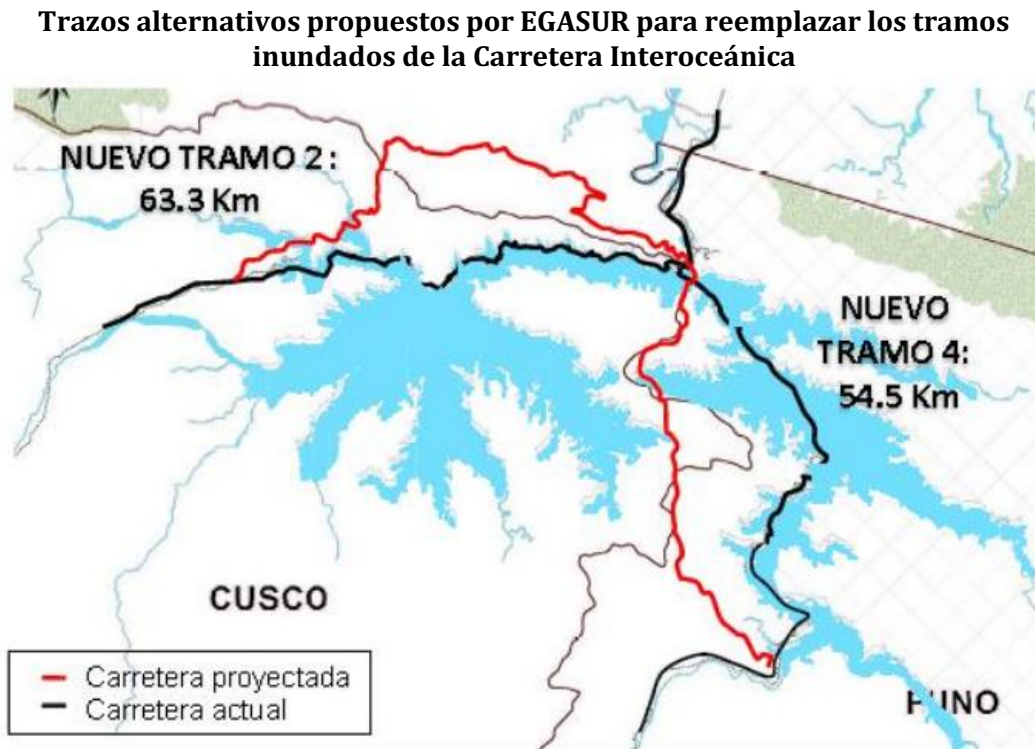 Trazos alternativos propuestos por EGASUR para reemplazar los tramos
inundados de la Carretera Interoceánica
NUEVO TRAMO 2 :
63.3 Km
NUEVO
TRAMO 4:
54.5 Km
CUSCO
PUNO
Carretera proyectada
Carretera actual